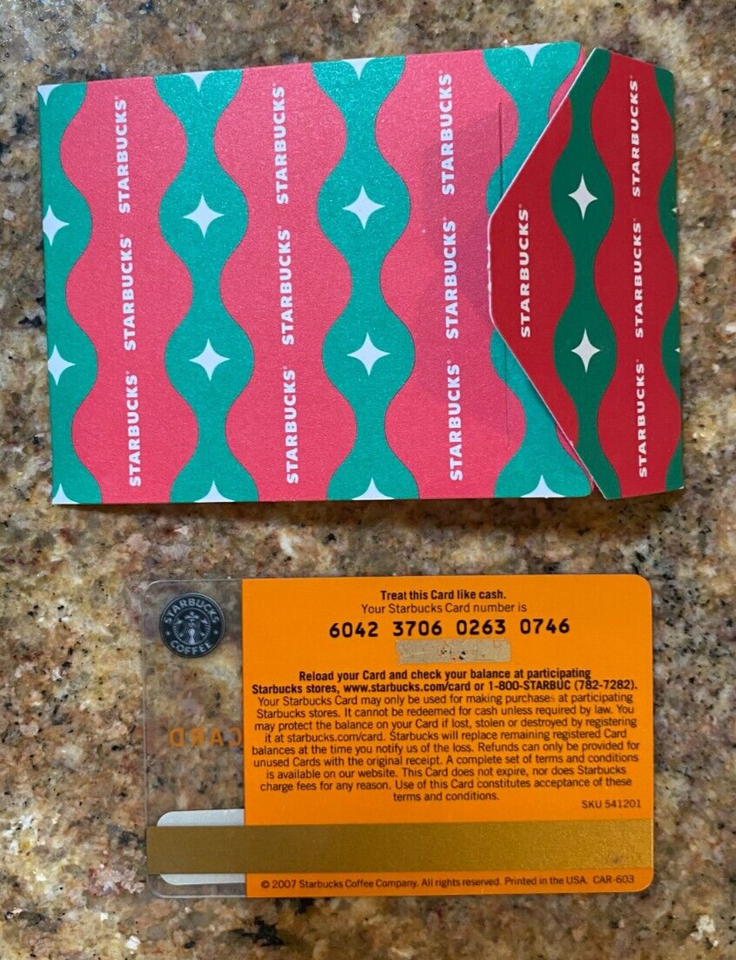 STARBUCKS®
STARBUCKS®
STARBUCKS®
STARBUCKS®
STARBUCKS®
STARBUCKS®
STARBUCKS®
STARBUCKS®
STARBUCKS®
STARBUCKS®
STARBUCKS®
STARBUCKS®
STARBUCKS®
STARBUCKS
COFFEE
CARD
Treat this Card like cash.
Your Starbucks Card number is
6042 3706 0263 0746
Reload your Card and check your balance at participating
Starbucks stores, www.starbucks.com/card or 1-800-STARBUC (782-7282).
Your Starbucks Card may only be used for making purchases at participating
Starbucks stores. It cannot be redeemed for cash unless required by law. You
may protect the balance on your Card if lost, stolen or destroyed by registering
it at starbucks.com/card. Starbucks will replace remaining registered Card
balances at the time you notify us of the loss. Refunds can only be provided for
unused Cards with the original receipt. A complete set of terms and conditions
is available on our website. This Card does not expire, nor does Starbucks
charge fees for any reason. Use of this Card constitutes acceptance of these
terms and conditions.
SKU 541201
© 2007 Starbucks Coffee Company. All rights reserved. Printed in the USA. CAR-603